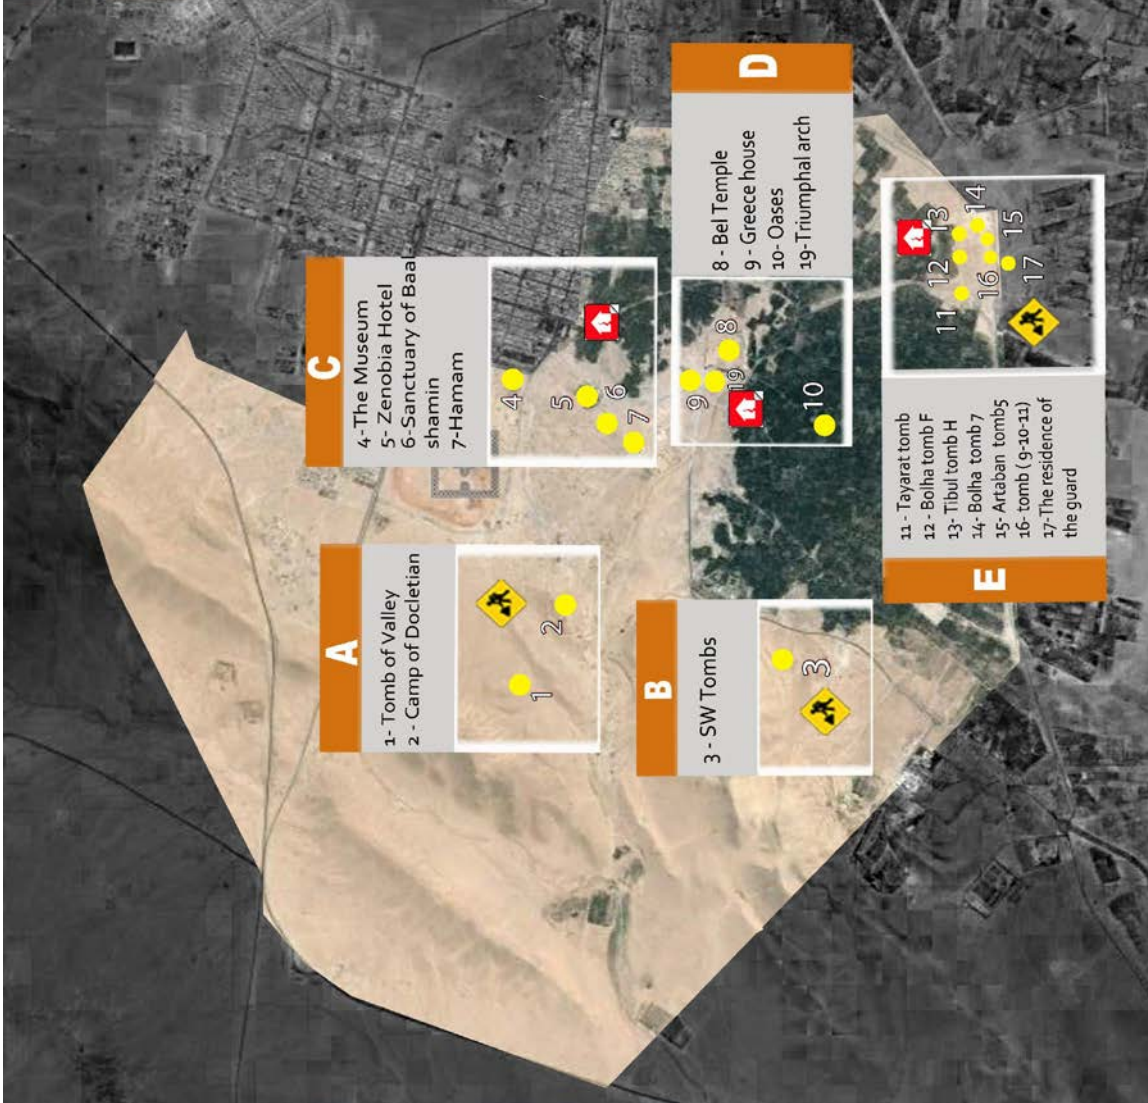 A
1- Tomb of Valley
2 - Camp of Docletian
1
2
B
3 - SW Tombs
3
C
4-The Museum
5- Zenobia Hotel
6-Sanctuary of Baal
shamin
7-Hamam
4
5
6
7
D
8 - Bel Temple
9 - Greece house
10- Oases
19-Triumphal arch
9
19
8
10
11 - Tayarat tomb
12 - Bolha tomb F
13- Tibul tomb H
14- Bolha tomb 7
15- Artaban tomb5
16- tomb ( 9-10-11)
17-The residence of
the guard
E
11
12
13
14
15
16
17